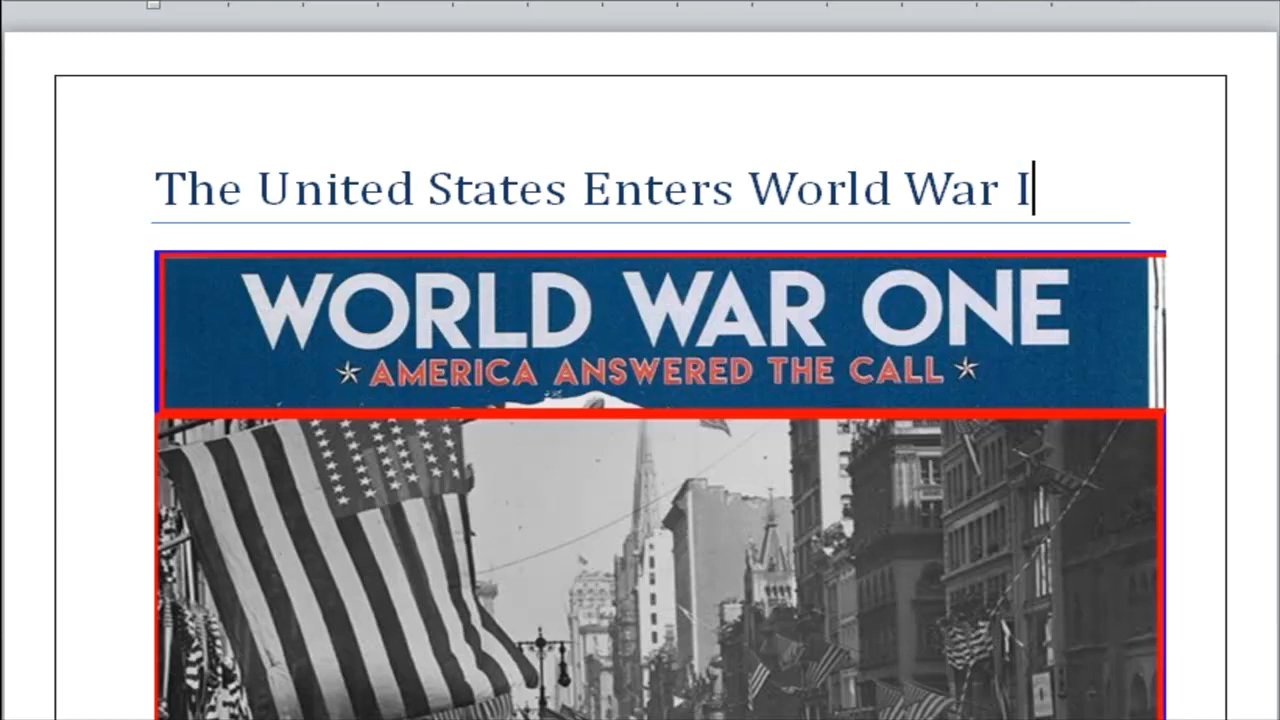 The United States Enters World War I
WORLD WAR ONE
AMERICA ANSWERED THE CALL